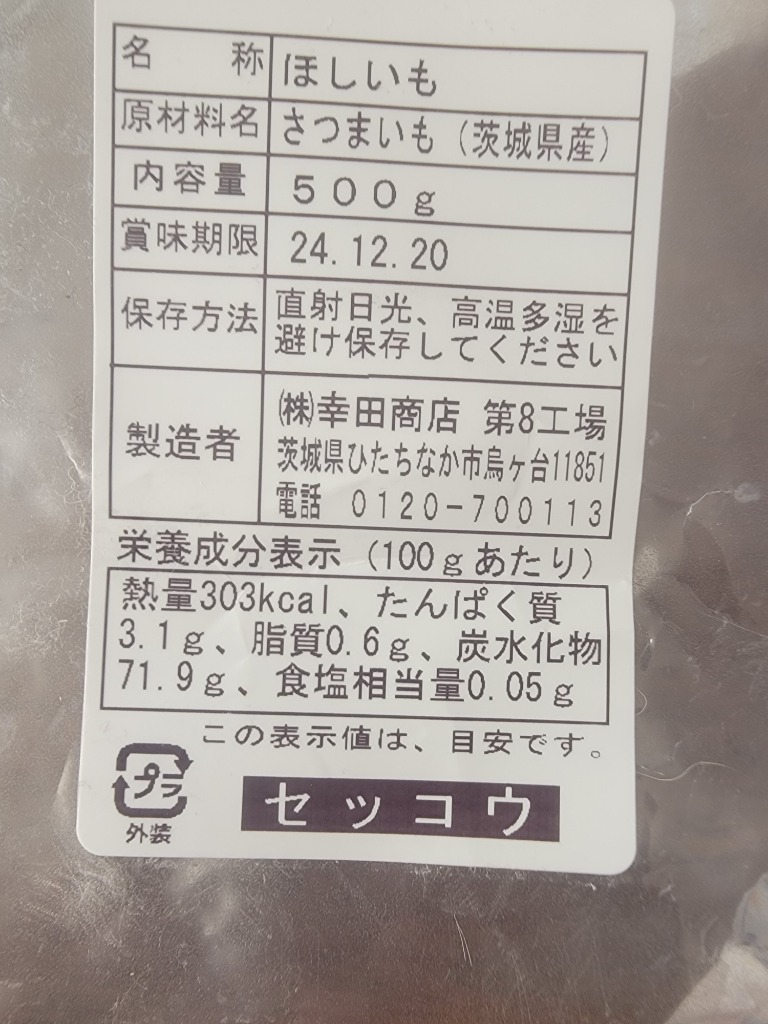 名称 ほしいも
原材料名 さつまいも（茨城県産）
内容量 ５００ｇ
賞味期限 24.12.20
保存方法 直射日光、高温多湿を
避け保存してください
製造者 ㈱幸田商店 第8工場
茨城県ひたちなか市烏ヶ台11851
電話 0120-700113
栄養成分表示（100ｇあたり）
熱量303kcal、たんぱく質
3.1ｇ、脂質0.6ｇ、炭水化物
71.9ｇ、食塩相当量0.05ｇ
この表示値は、目安です。
プラ
外装
セッコウ